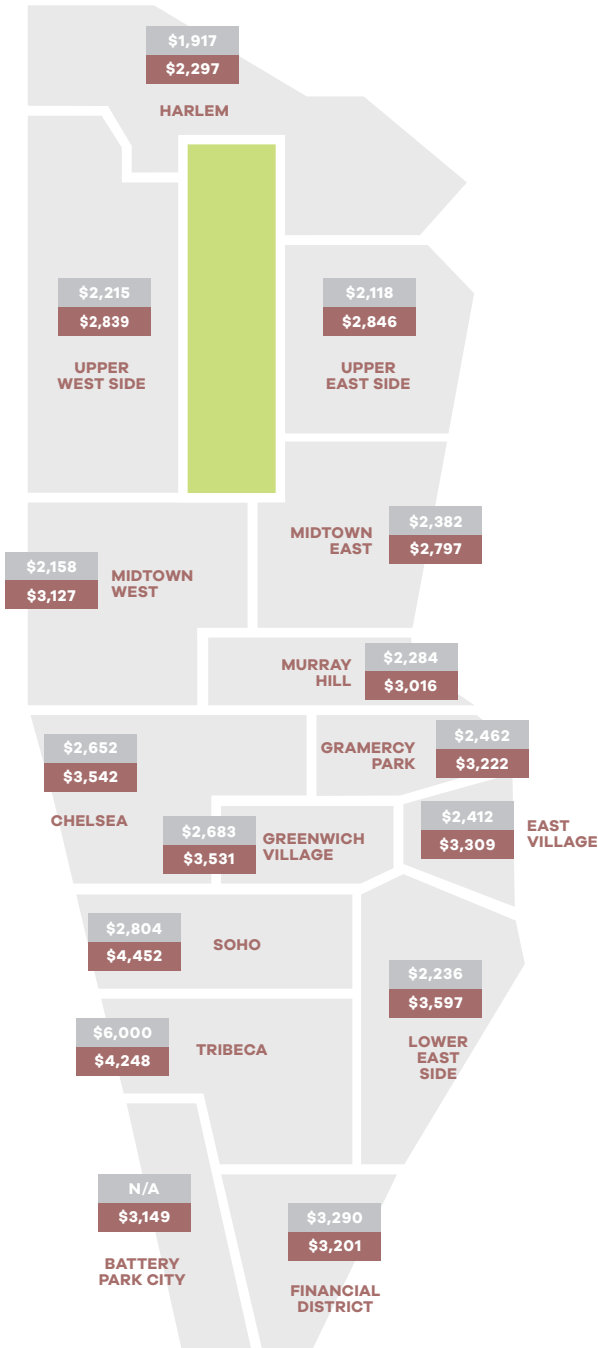 $1,917
$2,297
HARLEM
$2,215
$2,839
UPPER
WEST SIDE
$2,118
$2,846
UPPER
EAST SIDE
MIDTOWN
EAST
$2,382
$2,797
$2,158
$3,127
MIDTOWN
WEST
MURRAY
HILL
$2,284
$3,016
$2,652
$3,542
CHELSEA
GRAMERCY
PARK
$2,462
$3,222
$2,683
$3,531
GREENWICH
VILLAGE
$2,412
$3,309
EAST
VILLAGE
$2,804
$4,452
SOHO
$2,236
$3,597
LOWER
EAST
SIDE
$6,000
$4,248
TRIBECA
N/A
$3,149
BATTERY
PARK CITY
$3,290
$3,201
FINANCIAL
DISTRICT